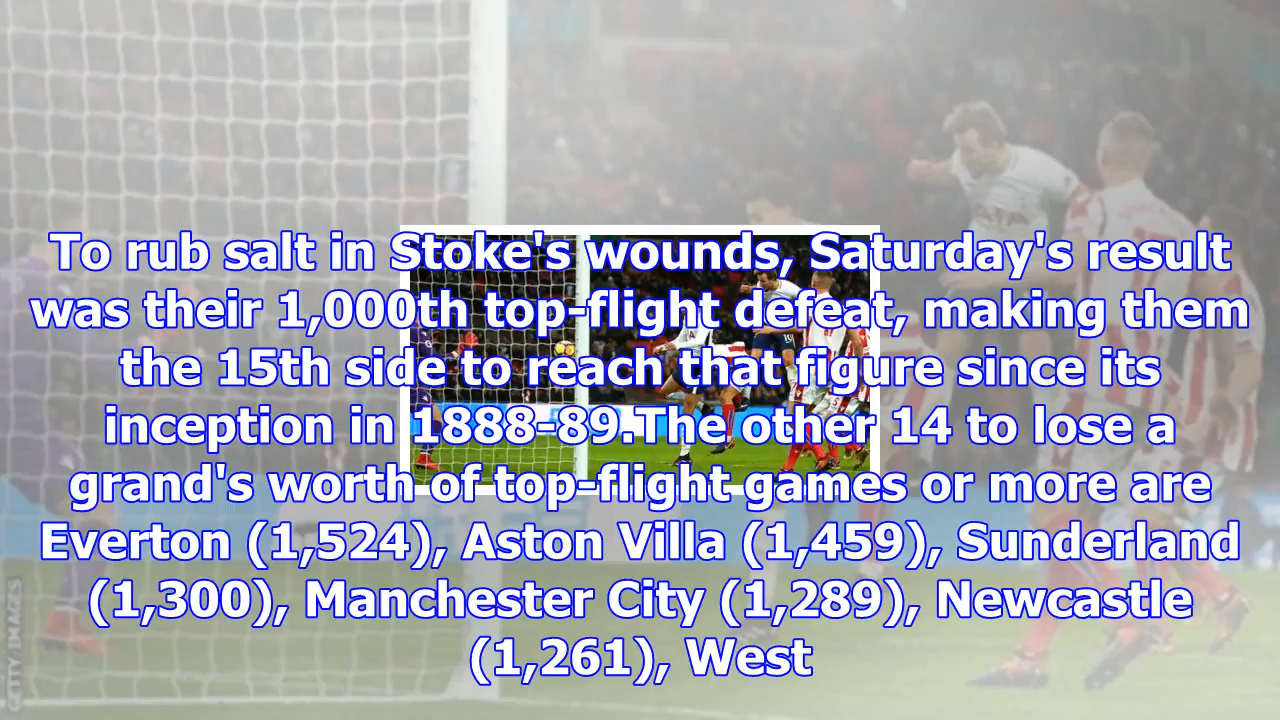 To rub salt in Stoke's wounds, Saturday's result
was their 1,000th top-flight defeat, making them
the 15th side to reach that figure since its
inception in 1888-89.The other 14 to lose a
grand's worth of top-flight games or more are
Everton (1,524), Aston Villa (1,459), Sunderland
(1,300), Manchester City (1,289), Newcastle
(1,261), West
GETTY IMAGES